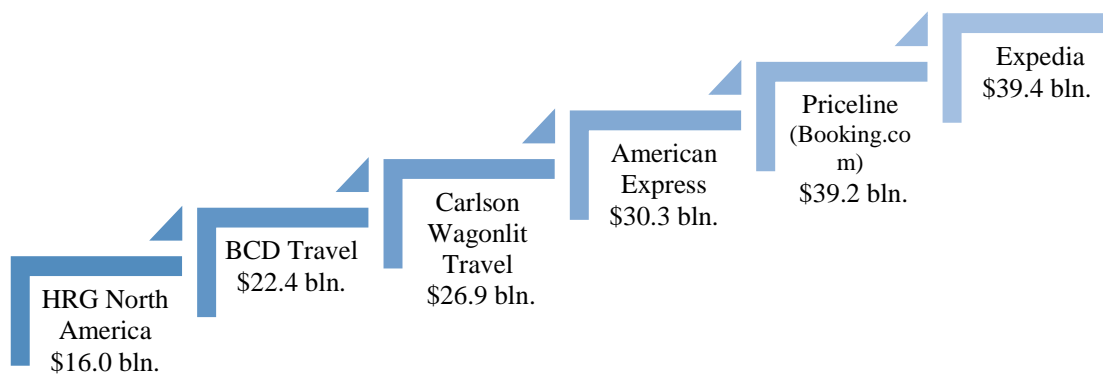 HRG North
America
$16.0 bln.
BCD Travel
$22.4 bln.
Carlson
Wagonlit
Travel
$26.9 bln.
American
Express
$30.3 bln.
Priceline
(Booking.co
m)
$39.2 bln.
Expedia
$39.4 bln.